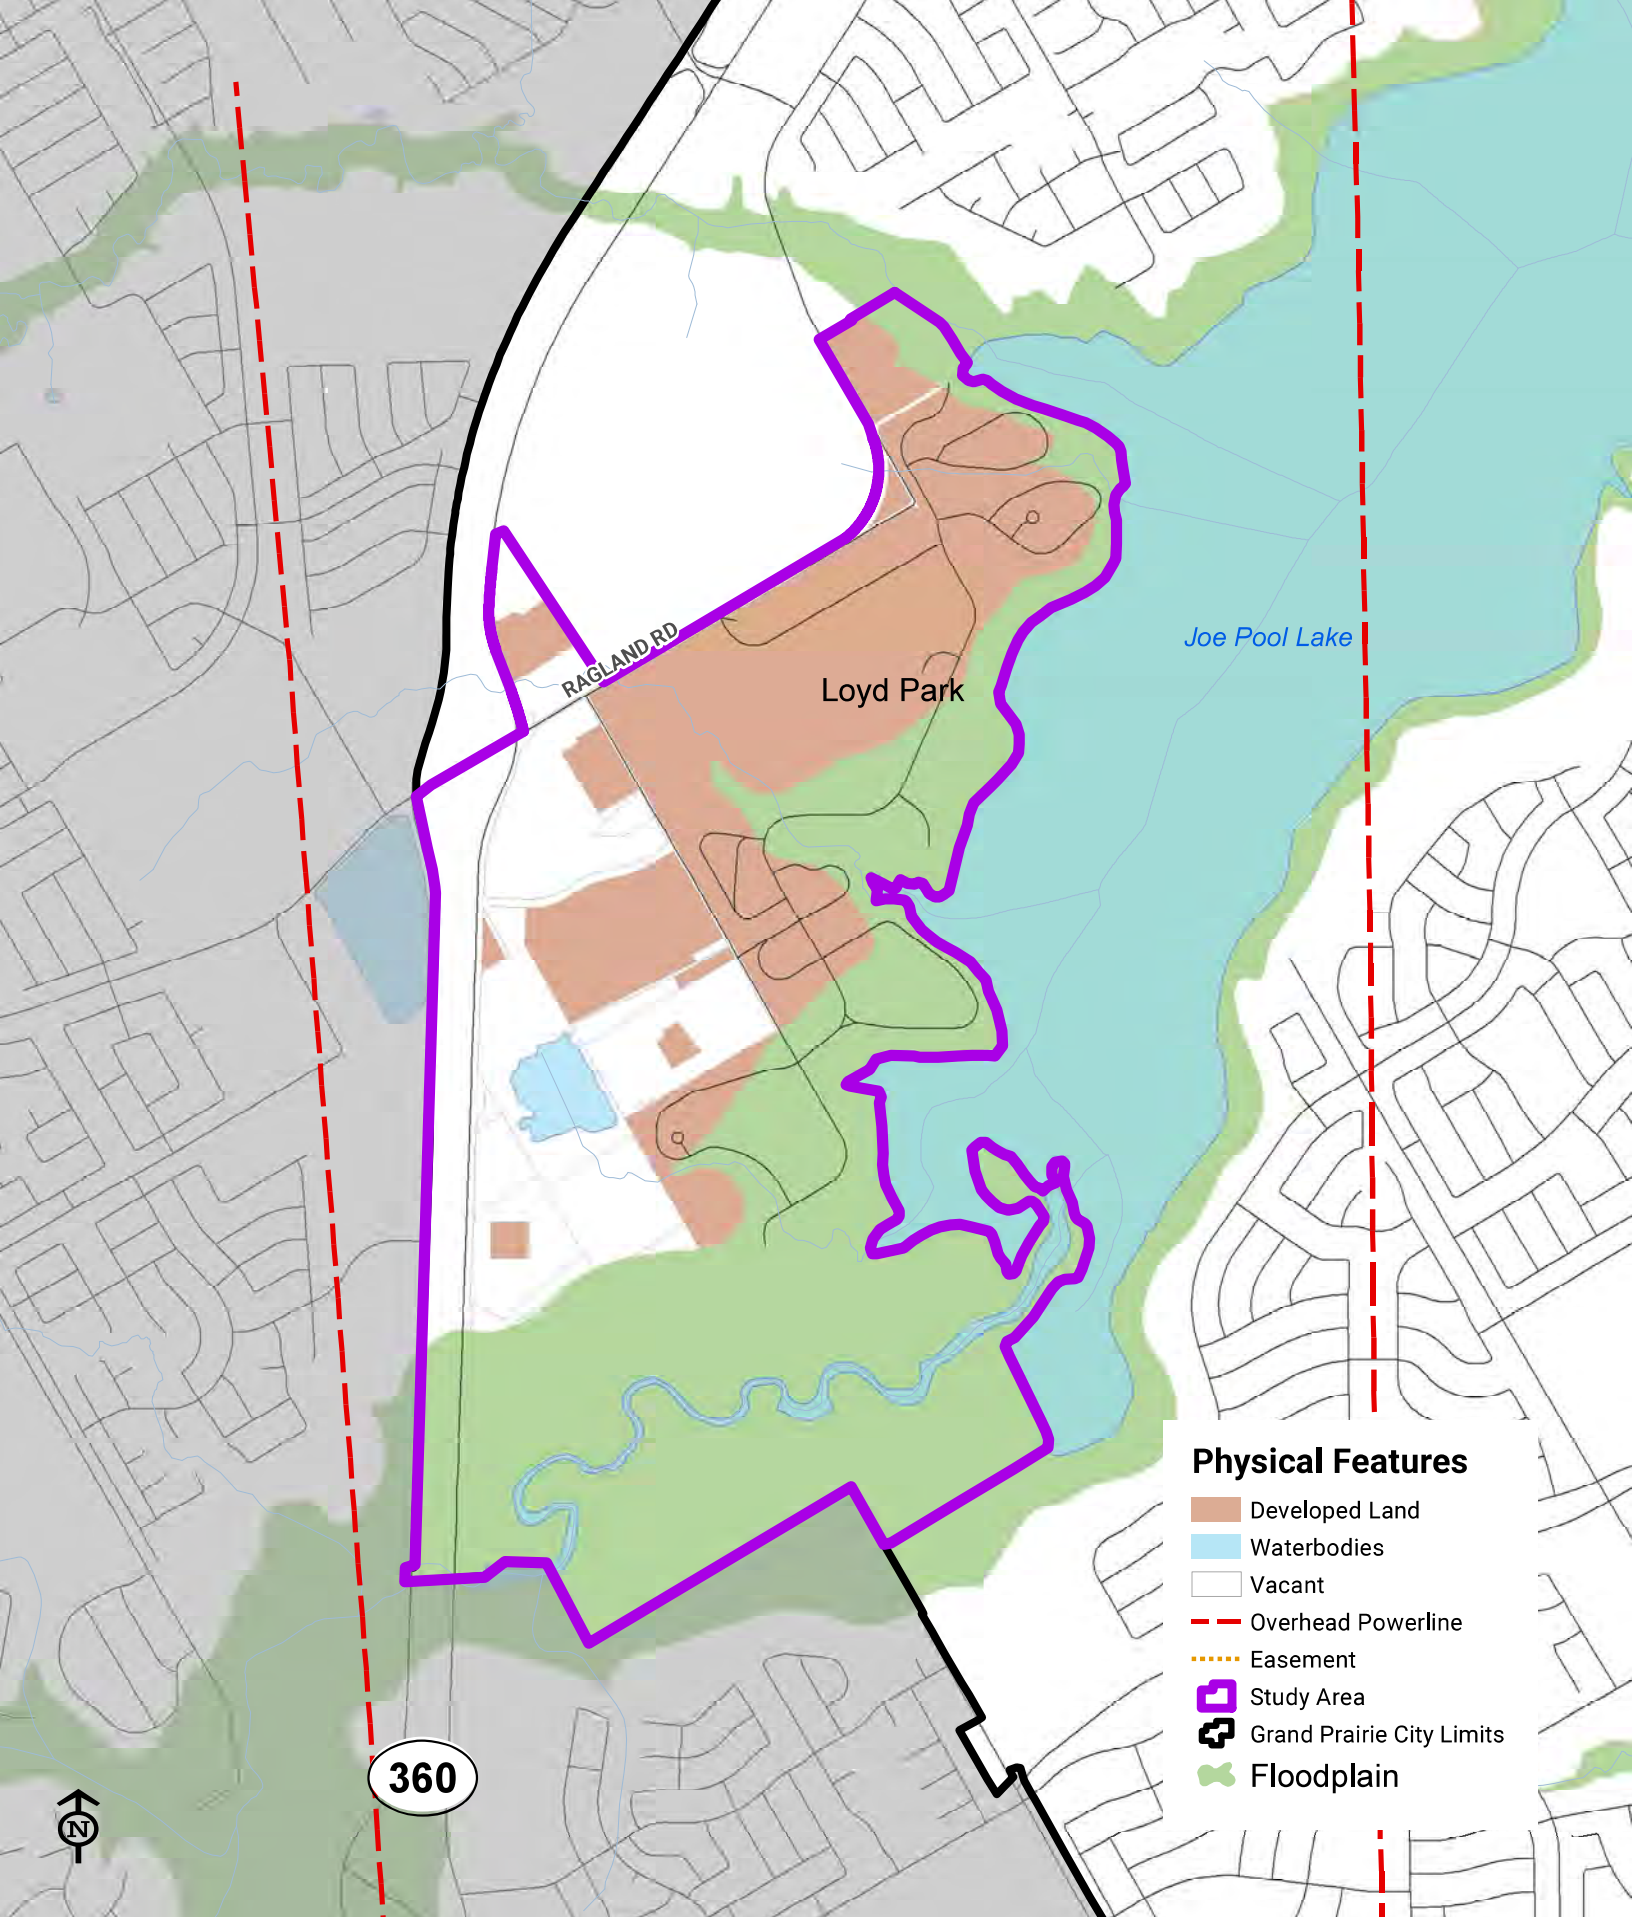 RAGLAND RD
Joe Pool Lake
Loyd Park
Physical Features
Developed Land
Waterbodies
Vacant
Overhead Powerline
Easement
Study Area
Grand Prairie City Limits
Floodplain
360
N